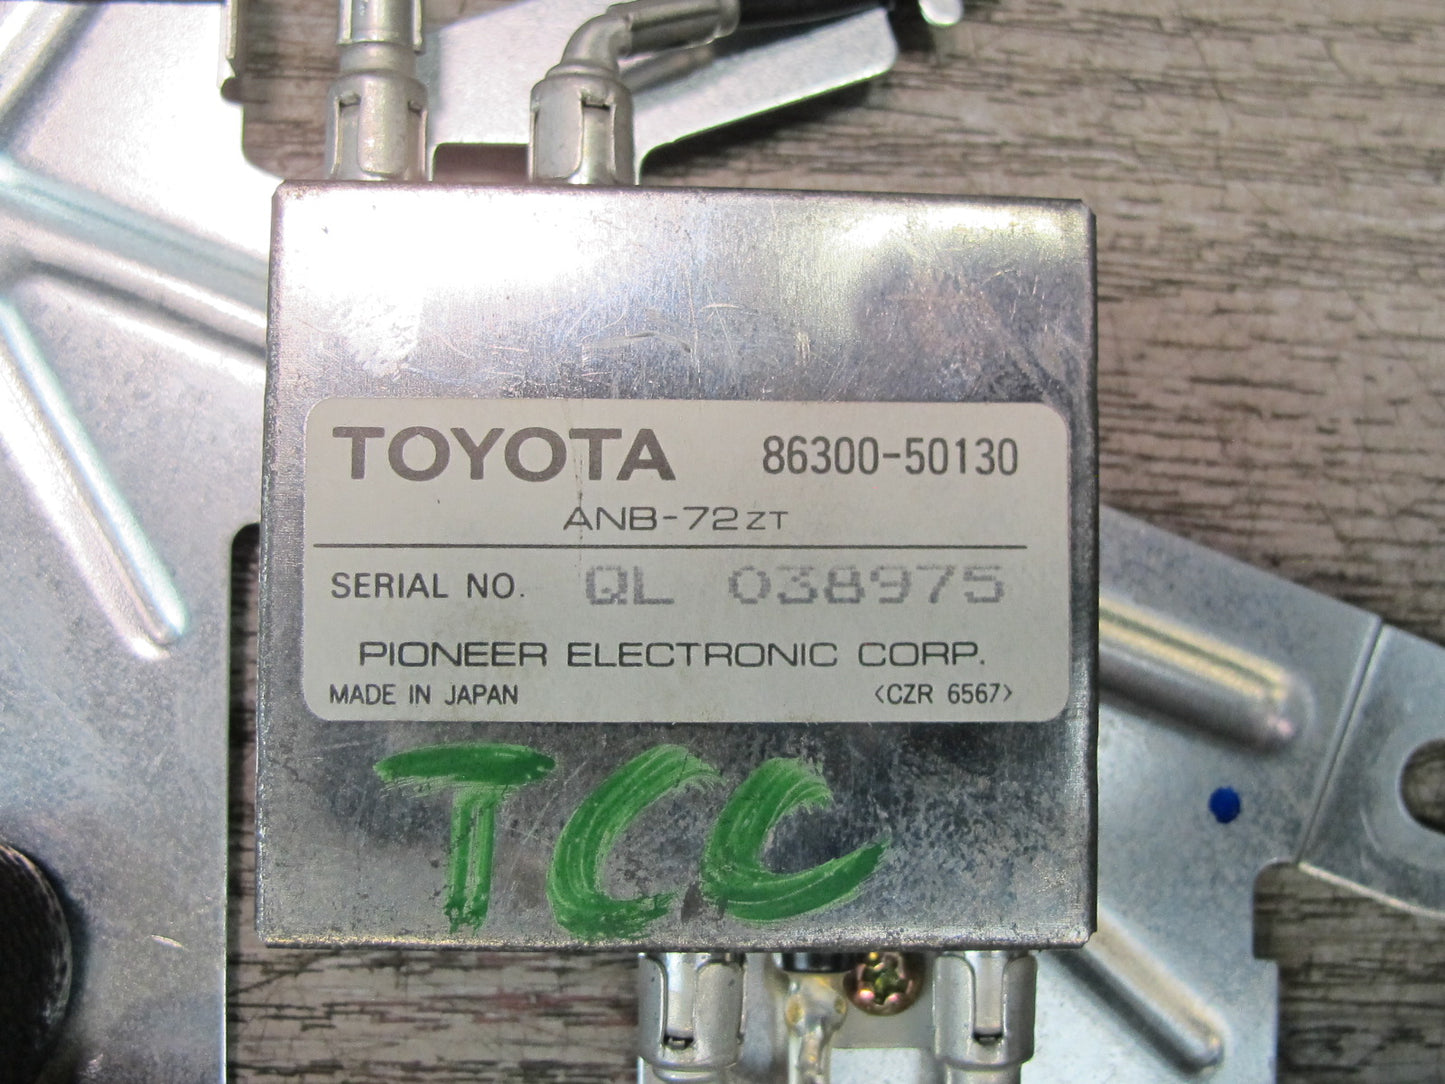 TOYOTA 86300-50130
ANB-72ZT
SERIAL NO. QL 038975
PIONEER ELECTRONIC CORP.
MADE IN JAPAN <CZR 6567>
TCC